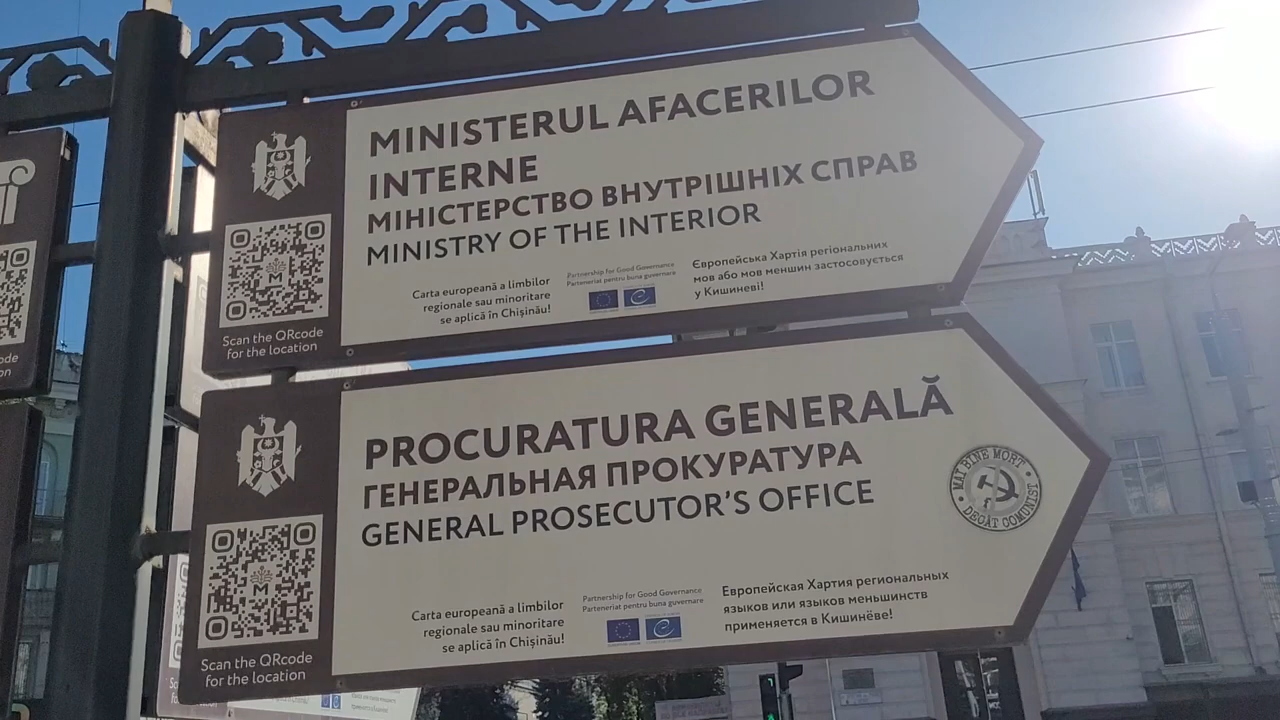 MINISTERUL AFACERILOR
INTERNE
МІНІСТЕРСТВО ВНУТРІШНІХ СПРАВ
MINISTRY OF THE INTERIOR
Scan the QRcode
for the location
Carta europeană a limbilor
regionale sau minoritare
se aplică în Chișinău!
Partnership for Good Governance
Parteneriat pentru buna guvernare
Європейська Хартія регіональних
мов або мов меншин застосовується
у Кишиневі!
PROCURATURA GENERALĂ
ГЕНЕРАЛЬНАЯ ПРОКУРАТУРА
GENERAL PROSECUTOR'S OFFICE
MAI BINE MORT
DECÂT COMUNIST
Scan the QRcode
for the location
Carta europeană a limbilor
regionale sau minoritare
se aplică în Chișinău!
Partnership for Good Governance
Parteneriat pentru buna guvernare
Европейская Хартия региональных
языков или языков меньшинств
применяется в Кишинёве!